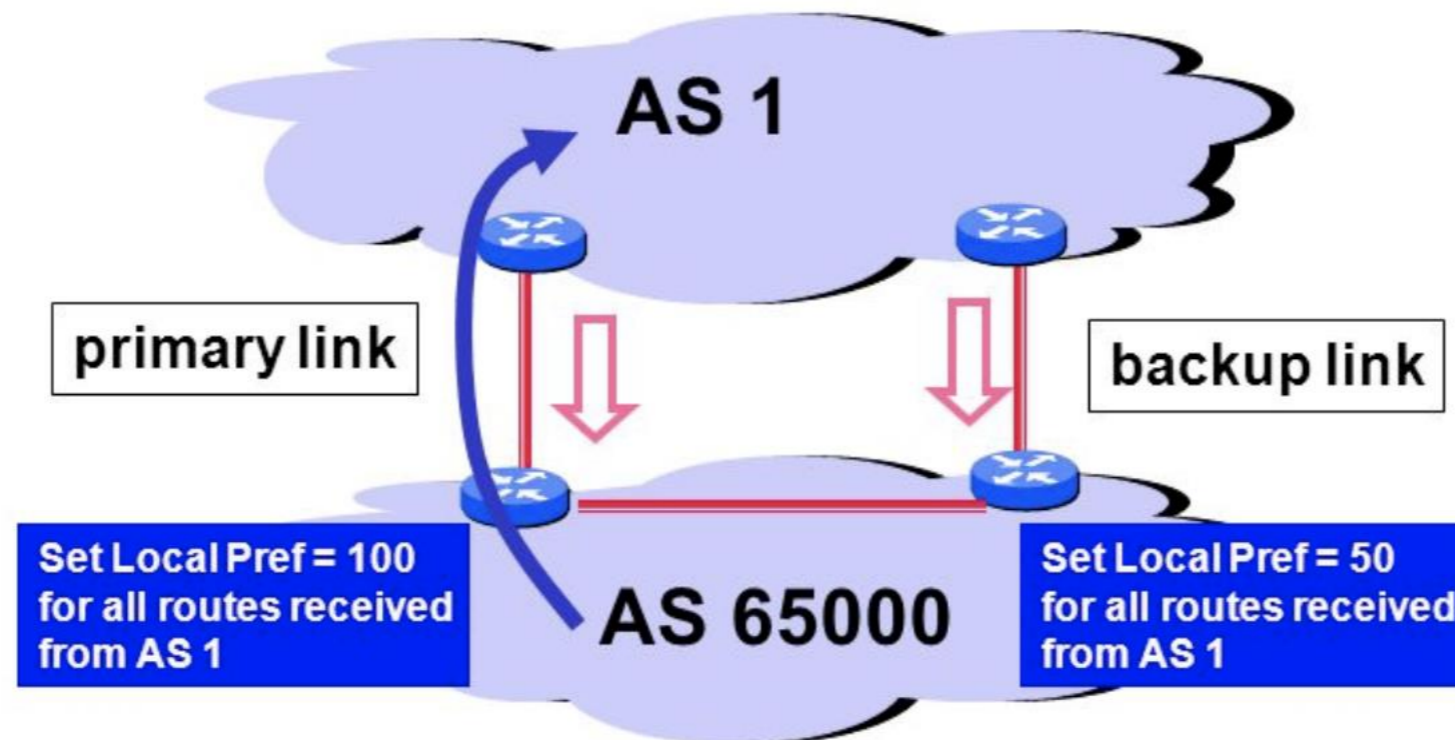 AS 1
primary link
backup link
Set Local Pref = 100
for all routes received
from AS 1
AS 65000
Set Local Pref = 50
for all routes received
from AS 1